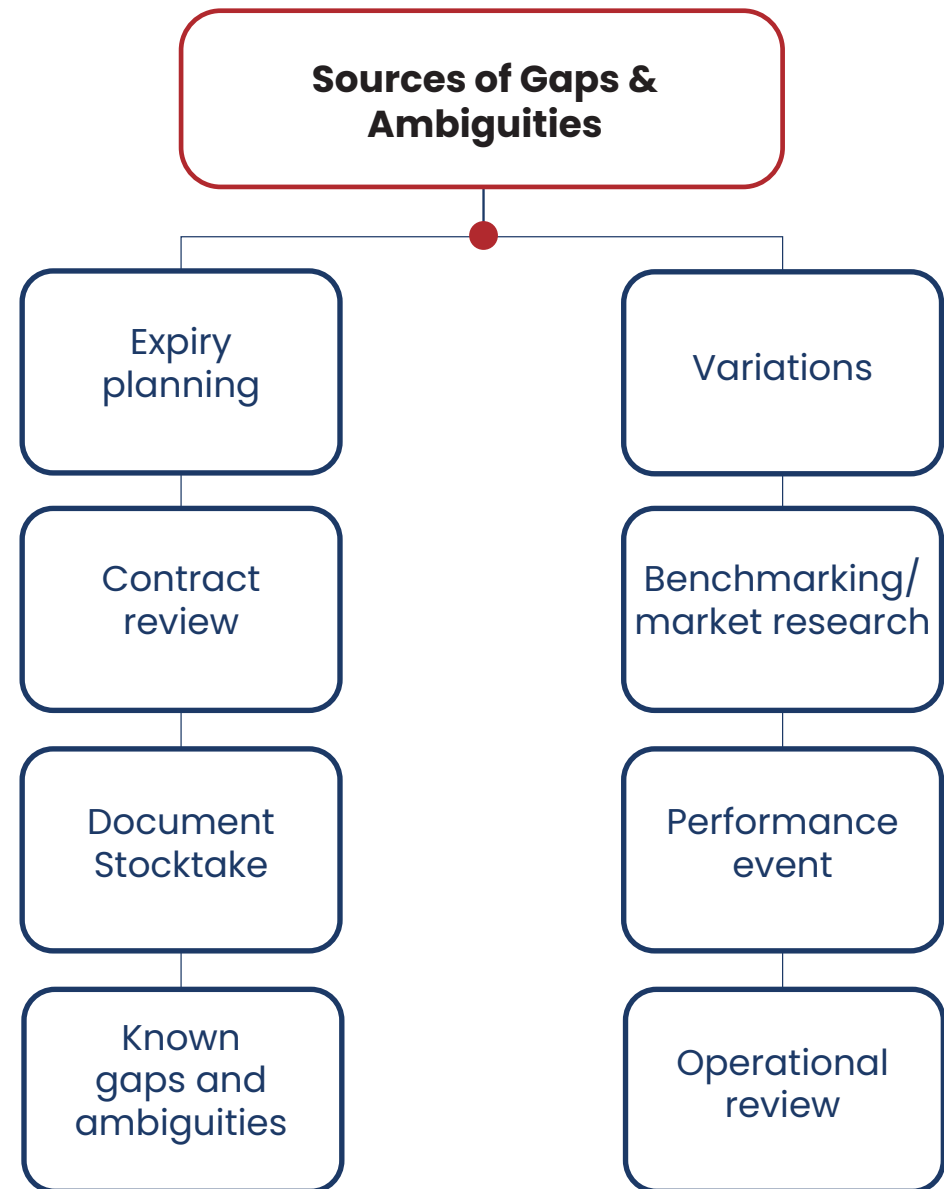 Sources of Gaps &
Ambiguities
Expiry
planning
Contract
review
Document
Stocktake
Known
gaps and
ambiguities
Variations
Benchmarking/
market research
Performance
event
Operational
review